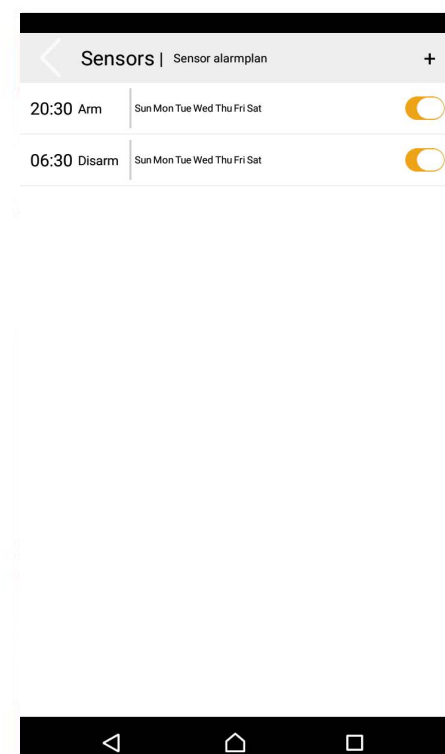 Sensors | Sensor alarmplan +
20:30 Arm Sun Mon Tue Wed Thu Fri Sat
06:30 Disarm Sun Mon Tue Wed Thu Fri Sat